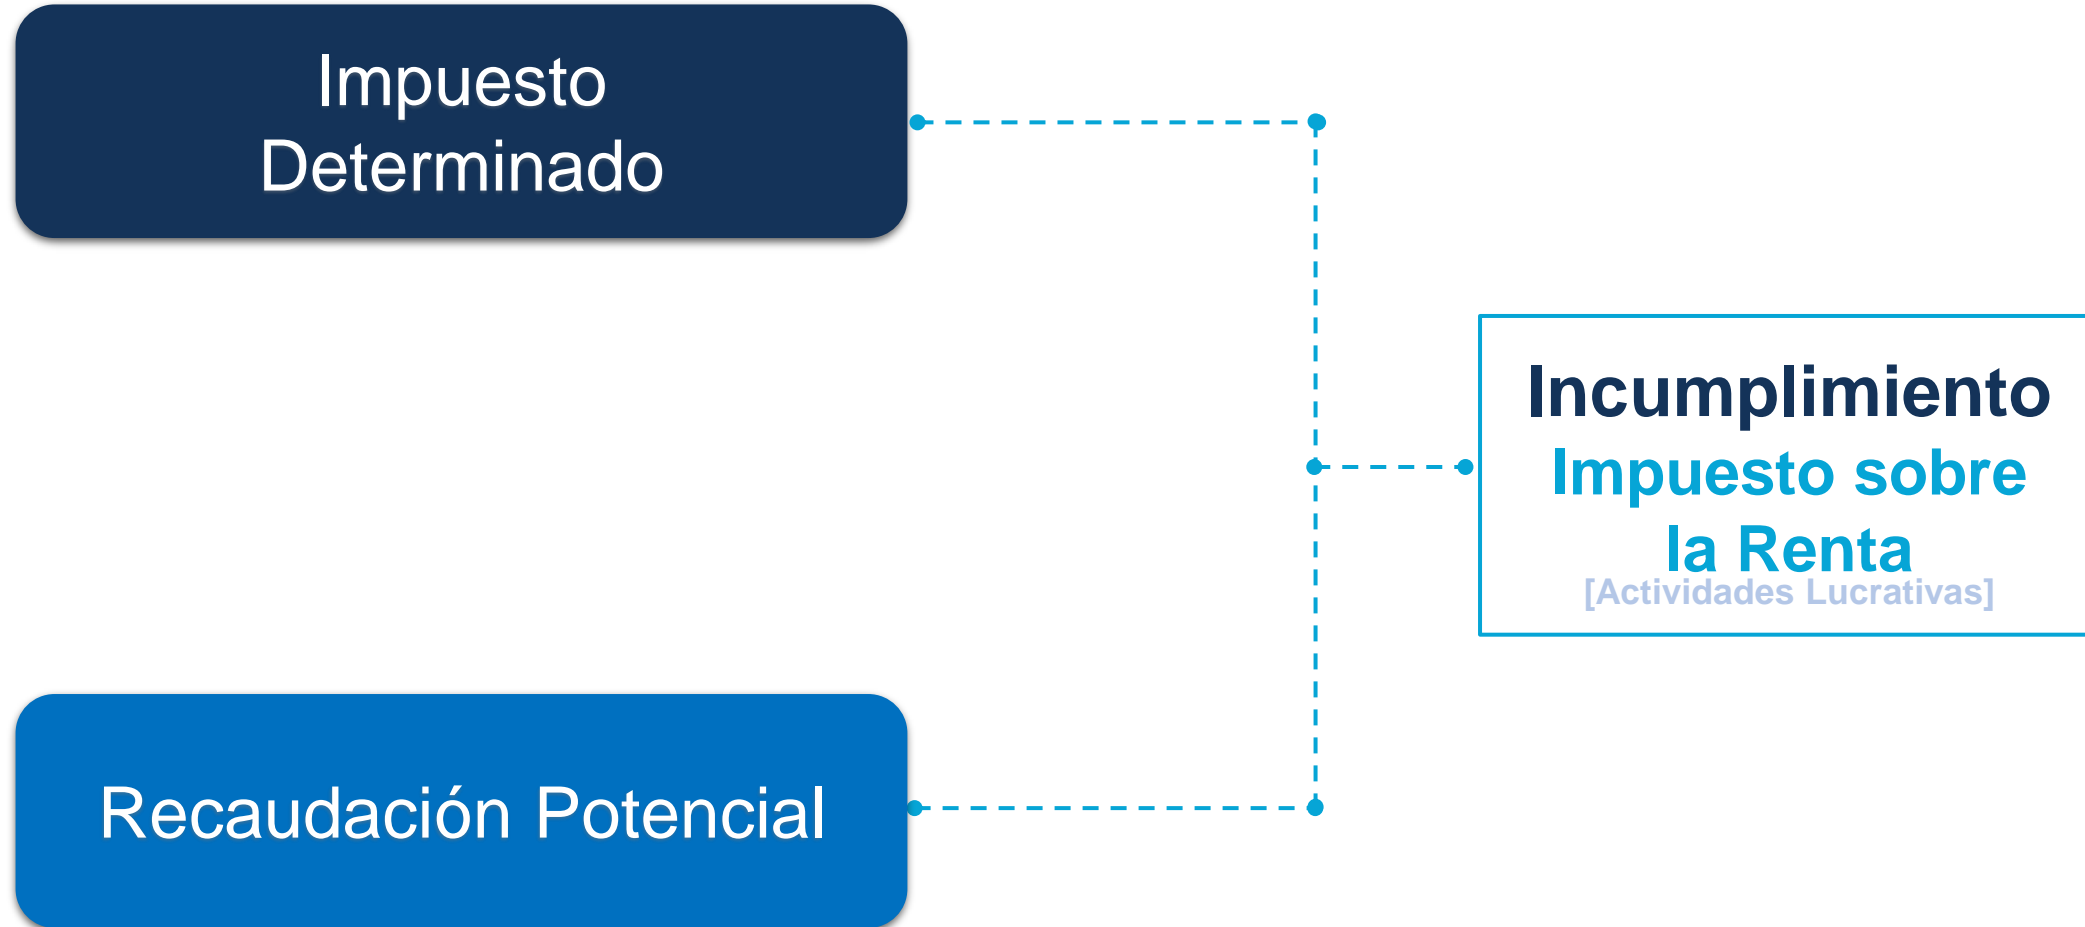 Impuesto
Determinado
Incumplimiento
Impuesto sobre
la Renta
[Actividades Lucrativas]
Recaudación Potencial